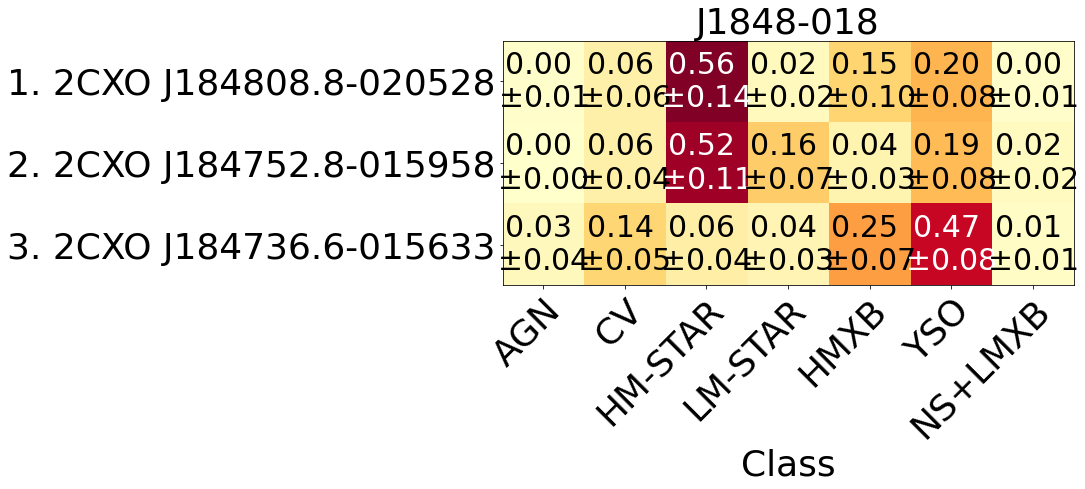 J1848-018
1. 2CXO J184808.8-020528 0.00 0.06 0.56 0.02 0.15 0.20 0.00
±0.01 ±0.06 ±0.14 ±0.02 ±0.10 ±0.08 ±0.01
2. 2CXO J184752.8-015958 0.00 0.06 0.52 0.16 0.04 0.19 0.02
±0.00 ±0.04 ±0.11 ±0.07 ±0.03 ±0.08 ±0.02
3. 2CXO J184736.6-015633 0.03 0.14 0.06 0.04 0.25 0.47 0.01
±0.04 ±0.05 ±0.04 ±0.03 ±0.07 ±0.08 ±0.01
AGN CV HM-STAR LM-STAR HMXB YSO NS+LMXB
Class